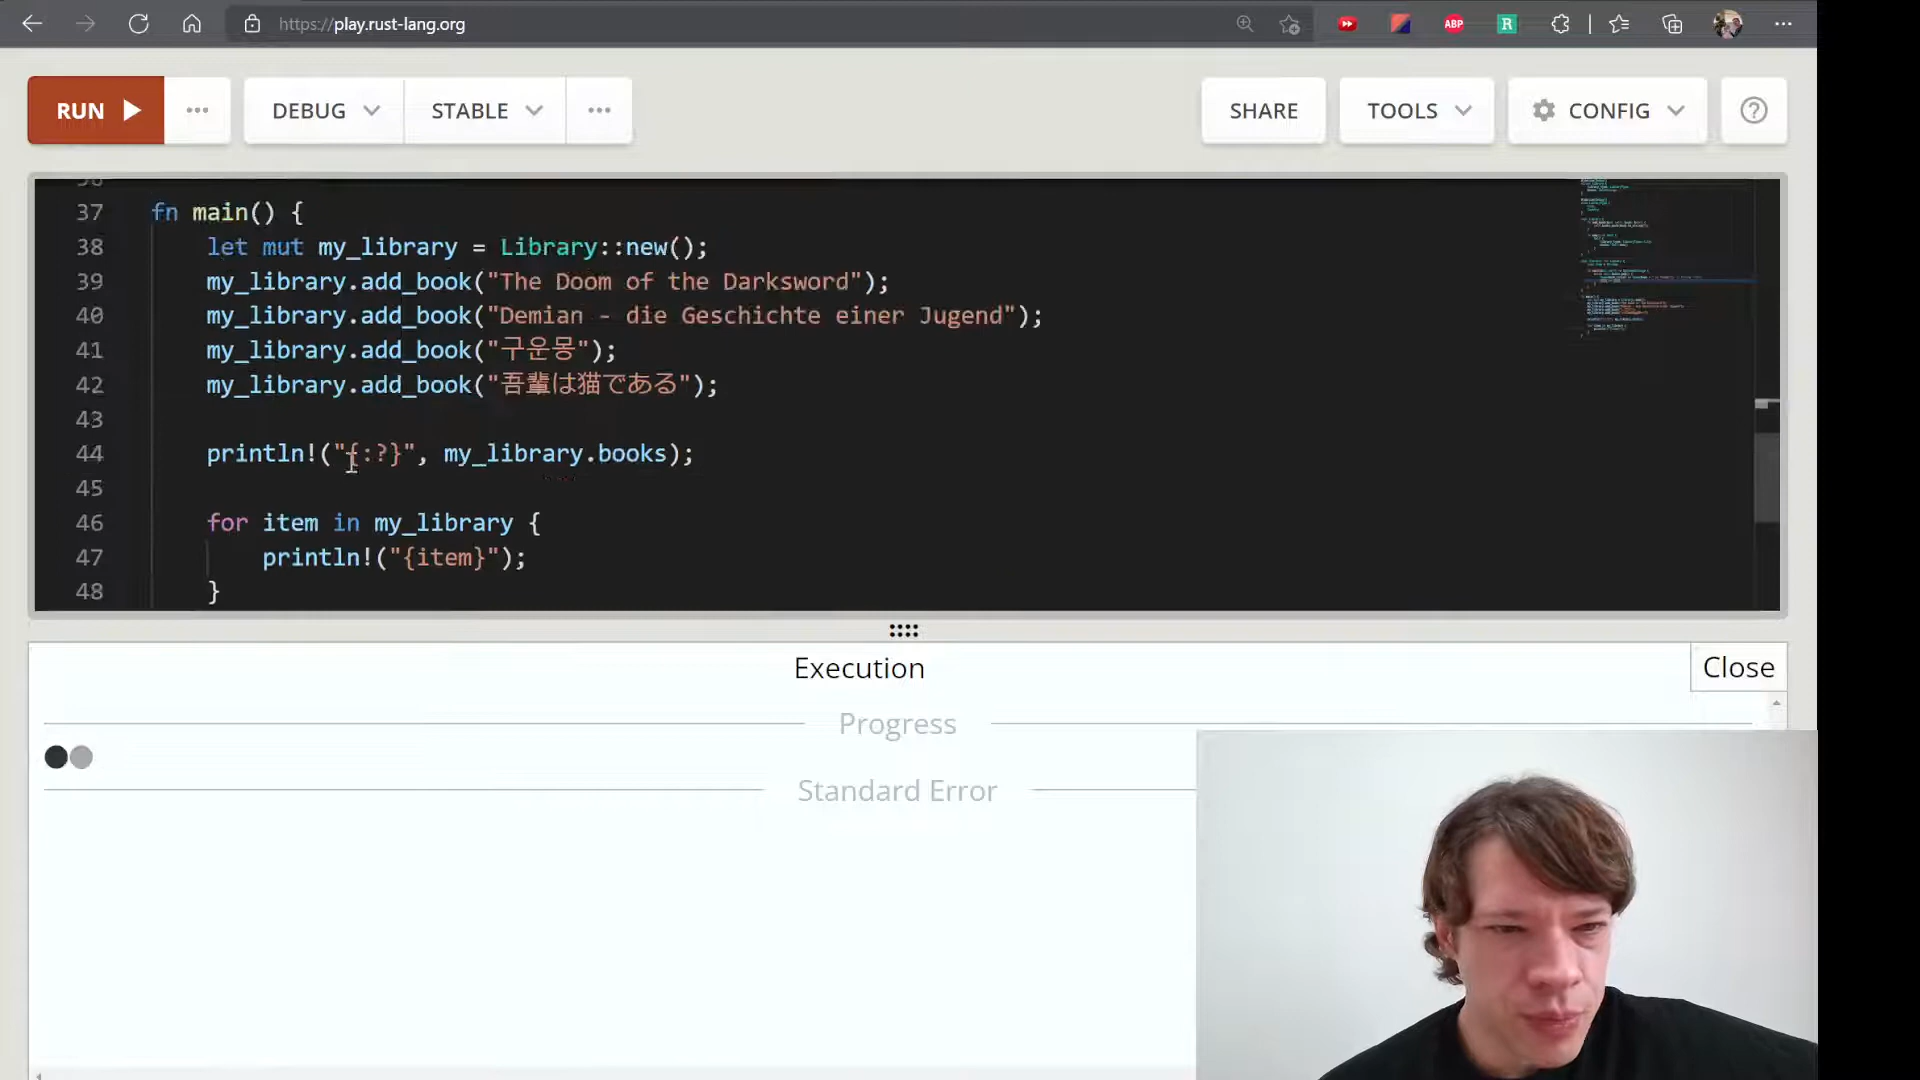 https://play.rust-lang.org
ABP
R
RUN
DEBUG
STABLE
SHARE
TOOLS
CONFIG
37 fn main() {
38 let mut my_library = Library::new();
39 my_library.add_book("The Doom of the Darksword");
40 my_library.add_book("Demian - die Geschichte einer Jugend");
41 my_library.add_book("구운몽");
42 my_library.add_book("吾輩は猫である");
43
44 println!("{:?}", my_library.books);
45
46 for item in my_library {
47 println!("{item}");
48 }
Execution
Close
Progress
Standard Error